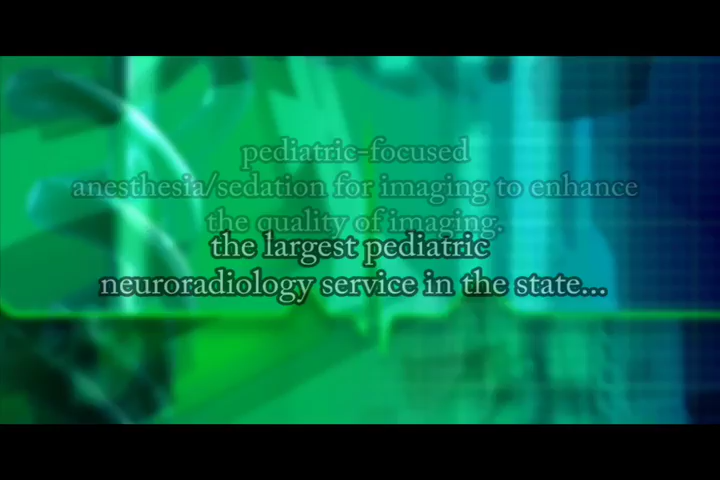 pediatric-focused
anesthesia/sedation for imaging to enhance
the quality of imaging.
the largest pediatric
neuroradiology service in the state...